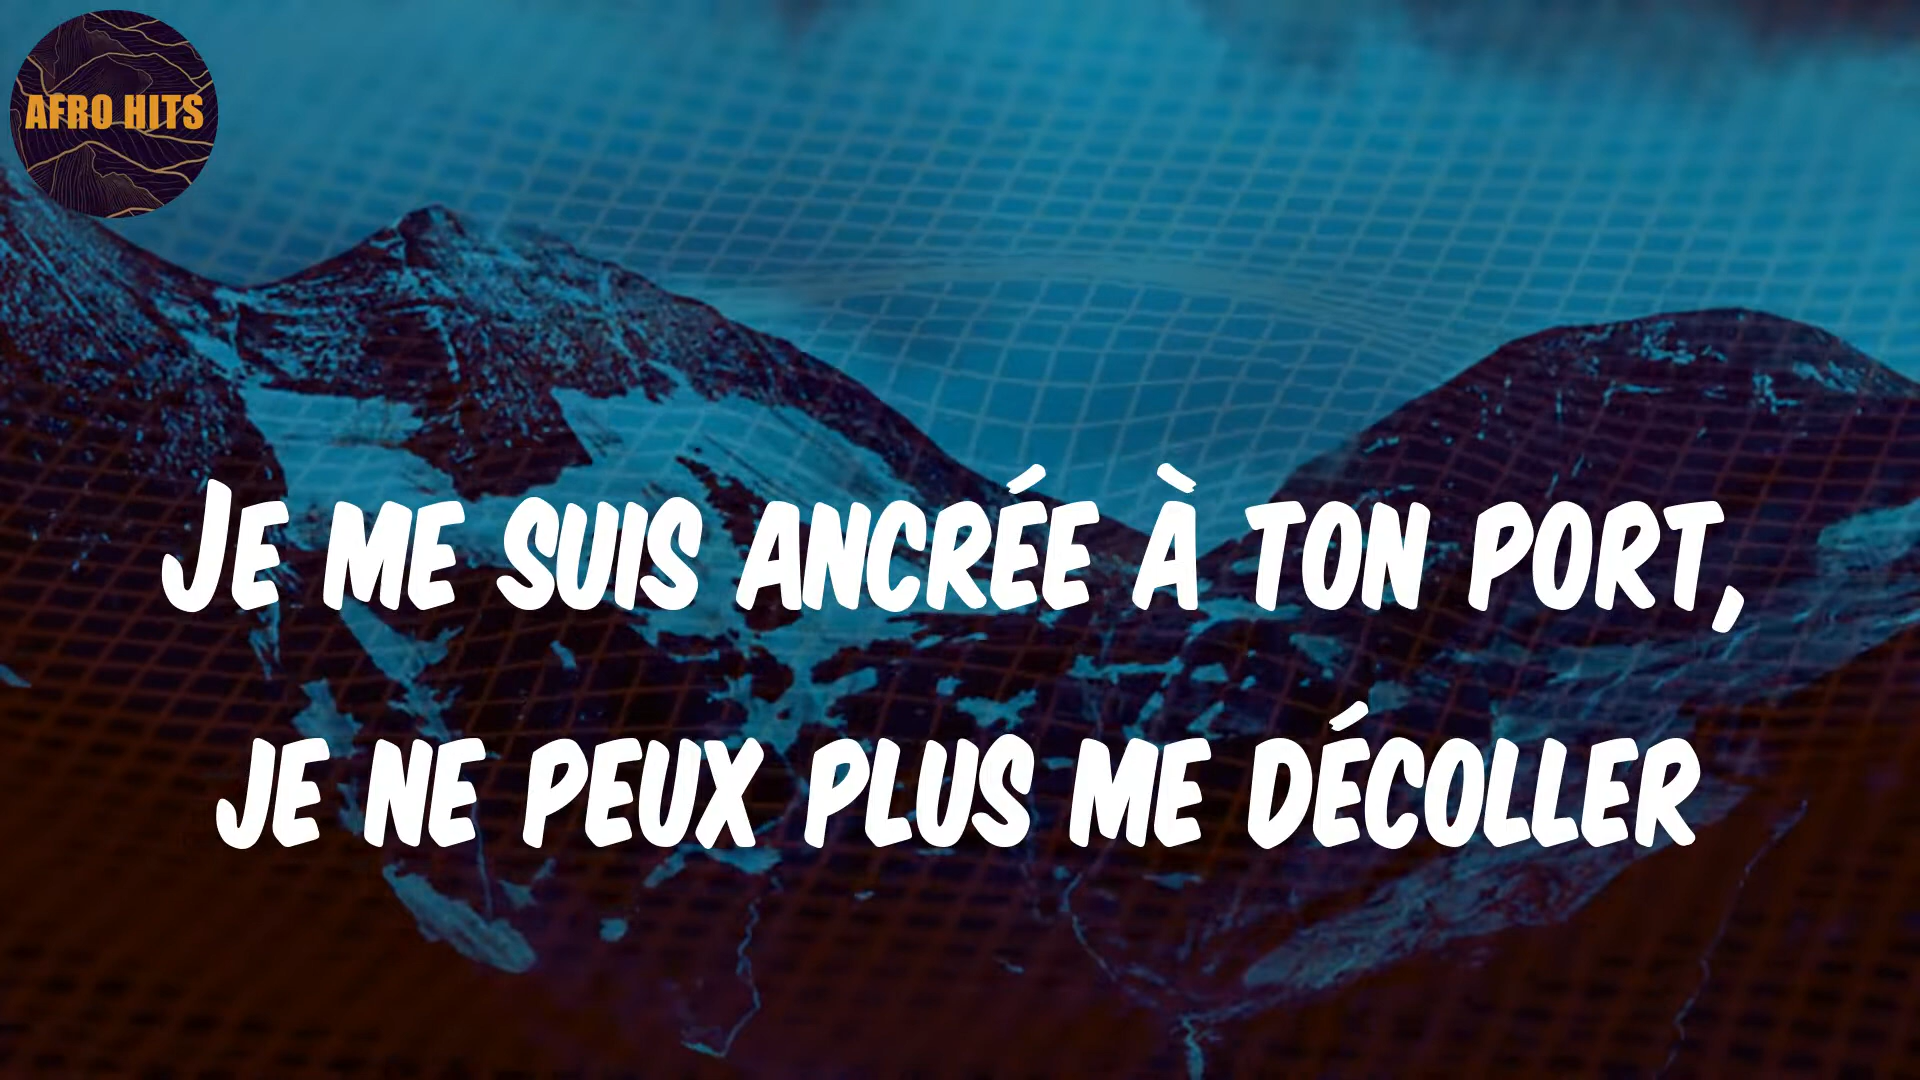 AFRO HITS
JE ME SUIS ANCRÉE À TON PORT,
JE NE PEUX PLUS ME DÉCOLLER